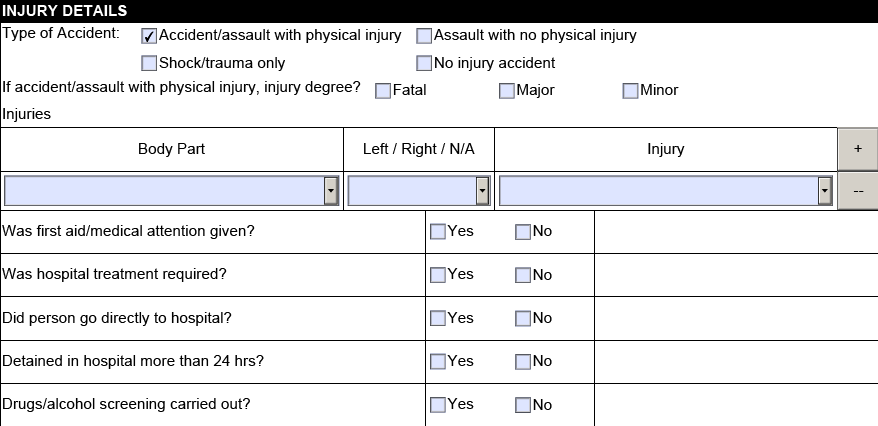 INJURY DETAILS
Type of Accident: Accident/assault with physical injury Assault with no physical injury
Shock/trauma only No injury accident
If accident/assault with physical injury, injury degree? Fatal Major Minor
Injuries
Body Part Left / Right / N/A Injury +
--
Was first aid/medical attention given? Yes No
Was hospital treatment required? Yes No
Did person go directly to hospital? Yes No
Detained in hospital more than 24 hrs? Yes No
Drugs/alcohol screening carried out? Yes No